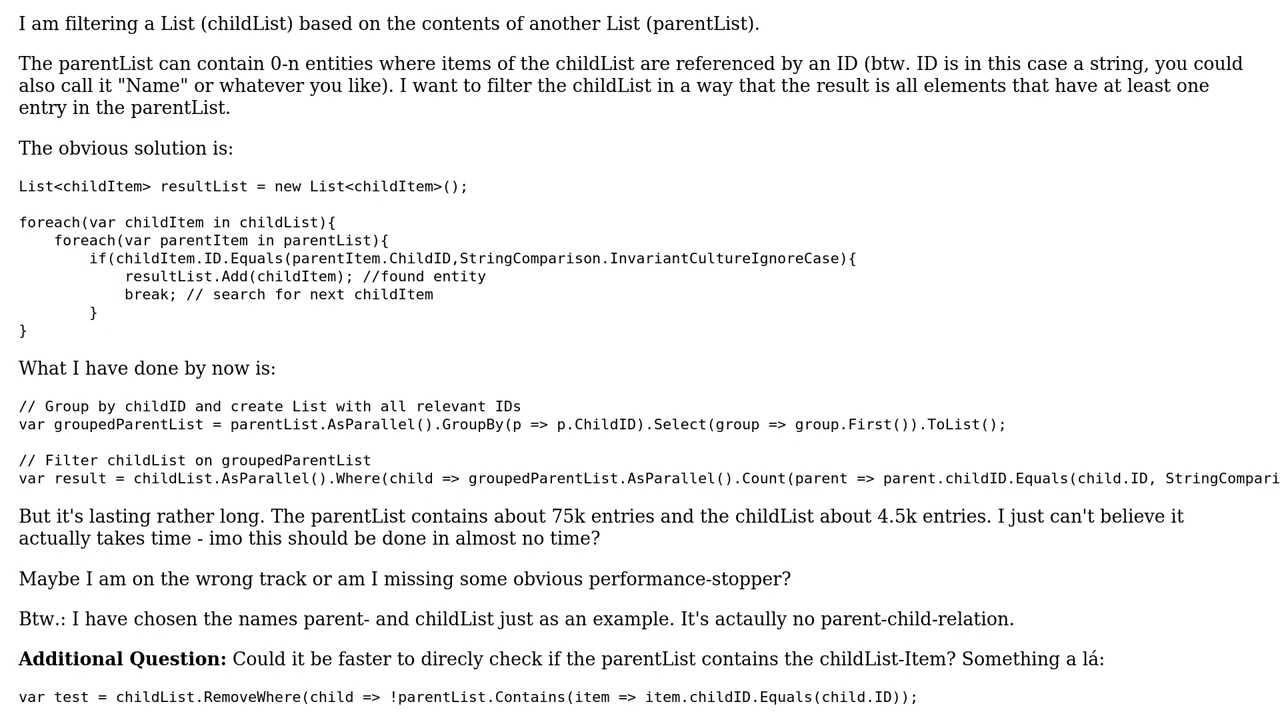 I am filtering a List (childList) based on the contents of another List (parentList).
The parentList can contain 0-n entities where items of the childList are referenced by an ID (btw. ID is in this case a string, you could
also call it "Name" or whatever you like). I want to filter the childList in a way that the result is all elements that have at least one
entry in the parentList.
The obvious solution is:
List<childItem> resultList = new List<childItem>();
foreach(var childItem in childList){
    foreach(var parentItem in parentList){
        if(childItem.ID.Equals(parentItem.ChildID,StringComparison.InvariantCultureIgnoreCase){
            resultList.Add(childItem); //found entity
            break; // search for next childItem
        }
}
What I have done by now is:
// Group by childID and create List with all relevant IDs
var groupedParentList = parentList.AsParallel().GroupBy(p => p.ChildID).Select(group => group.First()).ToList();
// Filter childList on groupedParentList
var result = childList.AsParallel().Where(child => groupedParentList.AsParallel().Count(parent => parent.childID.Equals(child.ID, StringCompari
But it's lasting rather long. The parentList contains about 75k entries and the childList about 4.5k entries. I just can't believe it
actually takes time - imo this should be done in almost no time?
Maybe I am on the wrong track or am I missing some obvious performance-stopper?
Btw.: I have chosen the names parent- and childList just as an example. It's actaully no parent-child-relation.
Additional Question: Could it be faster to direcly check if the parentList contains the childList-Item? Something a lá:
var test = childList.RemoveWhere(child => !parentList.Contains(item => item.childID.Equals(child.ID));